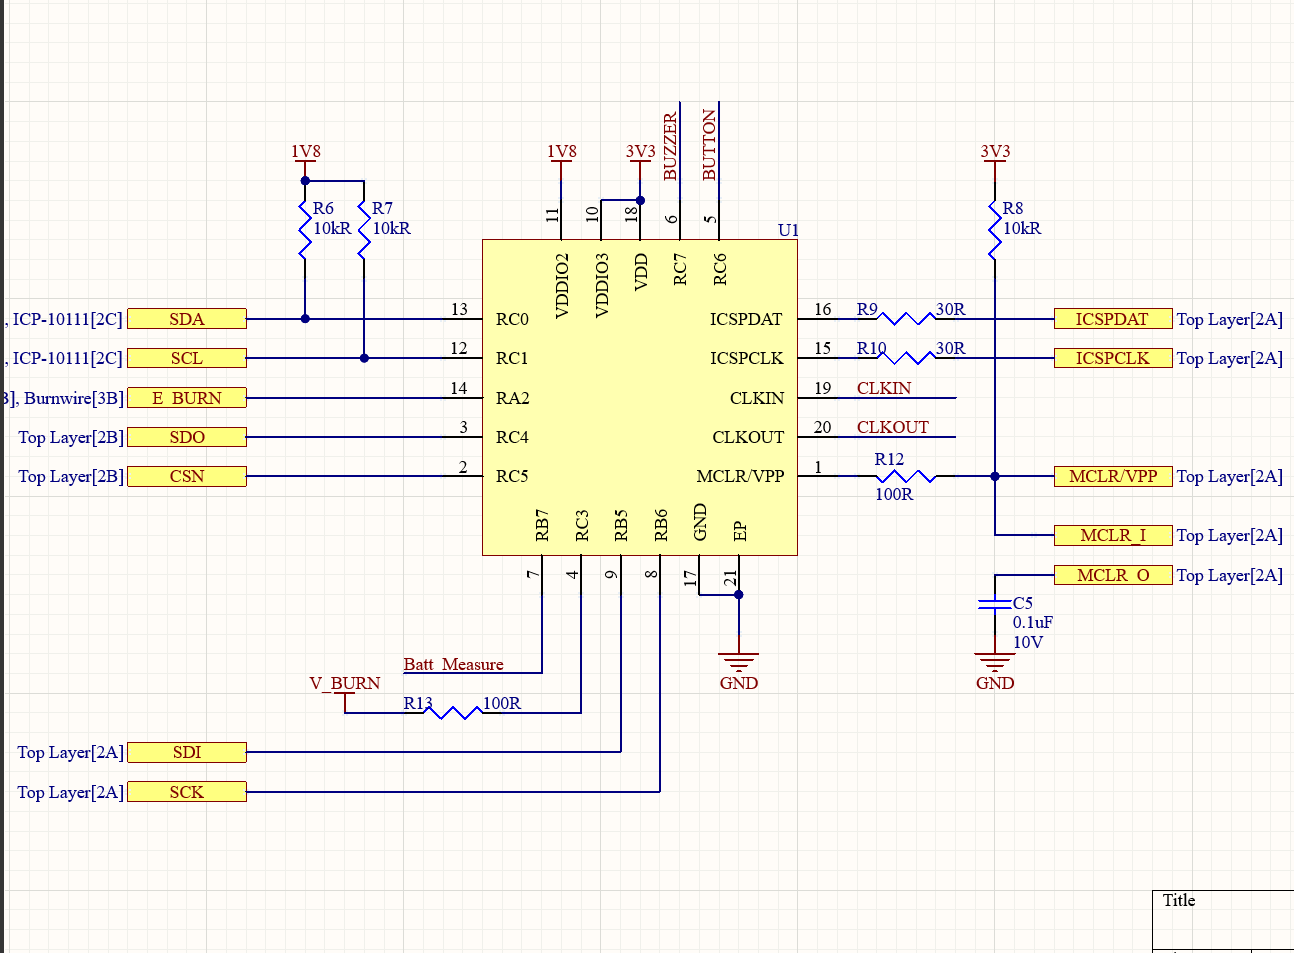 BUZZER
BUTTON
1V8
1V8
3V3
3V3
11
10
18
6
5
U1
R6
10kR
R7
10kR
R8
10kR
VDDIO2
VDDIO3
VDD
RC7
RC6
, ICP-10111[2C]
SDA
13
RC0
ICSPDAT
16
R9
30R
ICSPDAT
Top Layer[2A]
, ICP-10111[2C]
SCL
12
RC1
ICSPCLK
15
R10
30R
ICSPCLK
Top Layer[2A]
], Burnwire[3B]
E_BURN
14
RA2
CLKIN
19
CLKIN
Top Layer[2B]
SDO
3
RC4
CLKOUT
20
CLKOUT
Top Layer[2B]
CSN
2
RC5
MCLR/VPP
1
R12
100R
MCLR/VPP
Top Layer[2A]
RB7
RC3
RB5
RB6
GND
EP
MCLR_I
Top Layer[2A]
7
4
9
8
17
21
MCLR_O
Top Layer[2A]
C5
0.1uF
10V
Batt_Measure
GND
GND
V_BURN
R13
100R
Top Layer[2A]
SDI
Top Layer[2A]
SCK
Title